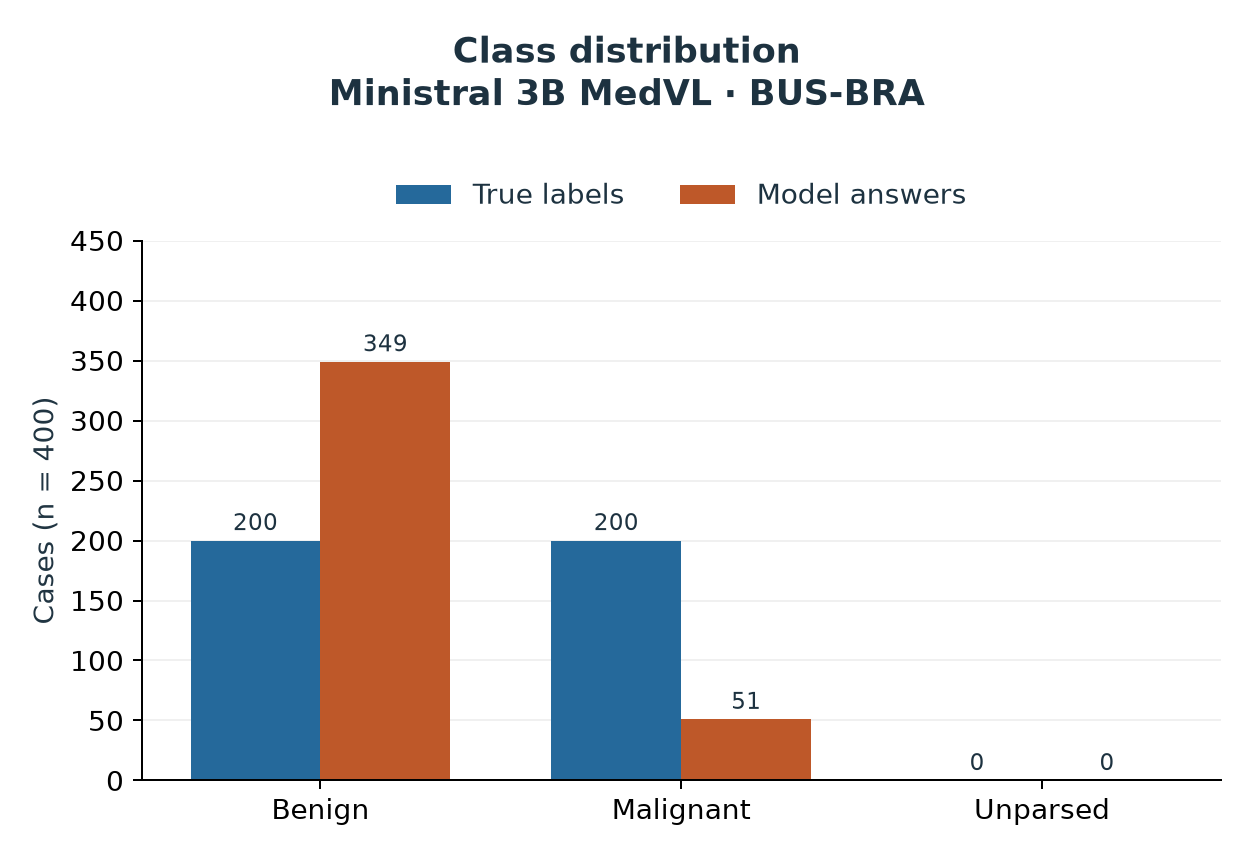 Class distribution
Ministral 3B MedVL · BUS-BRA
True labels
Model answers
Cases (n = 400)
450
400
350
300
250
200
150
100
50
0
200
349
200
51
0
0
Benign
Malignant
Unparsed